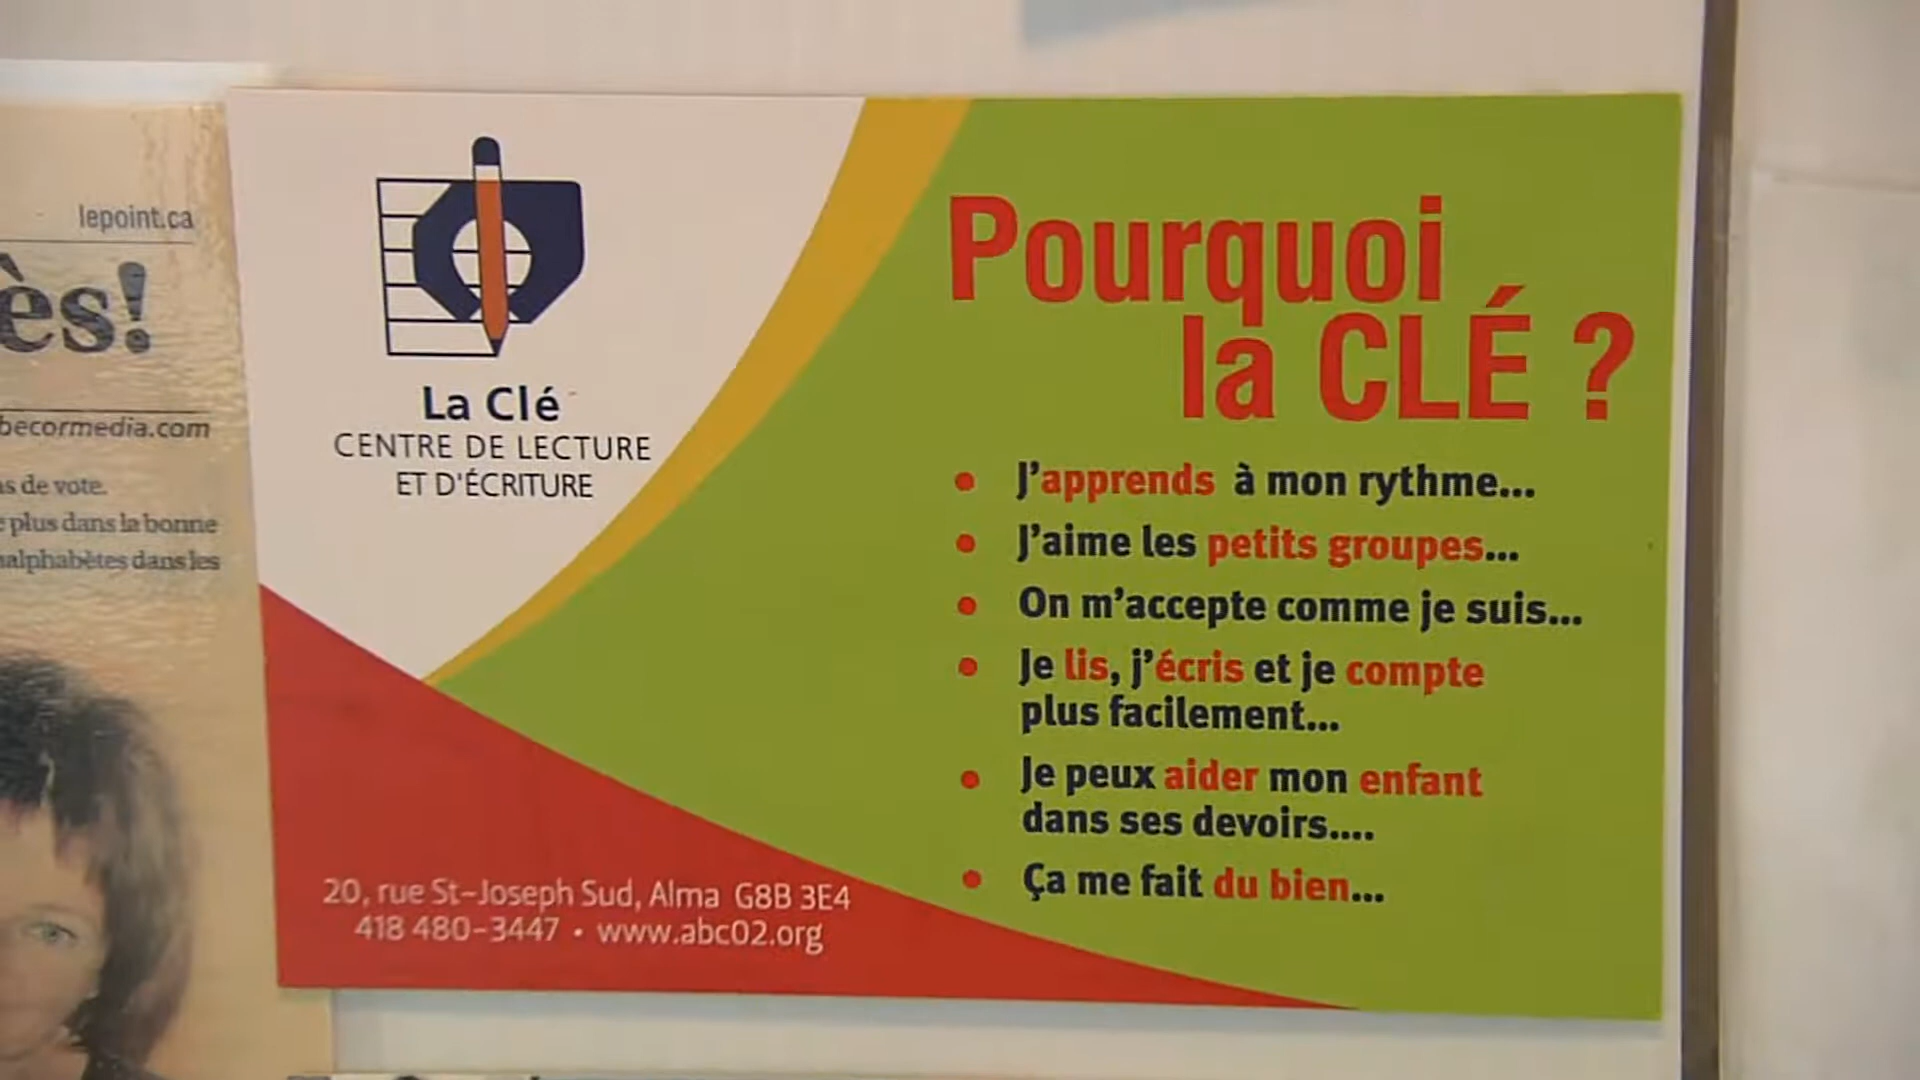 lepoint.ca
ès!
becormedia.com
de vote.
plus dans la bonne
dans les
La Clé
CENTRE DE LECTURE
ET D'ÉCRITURE
20, rue St-Joseph Sud, Alma G8B 3E4
418 480-3447 • www.abc02.org
Pourquoi
la CLÉ ?
• J'apprends à mon rythme...
• J'aime les petits groupes...
• On m'accepte comme je suis...
• Je lis, j'écris et je compte
plus facilement...
• Je peux aider mon enfant
dans ses devoirs....
• Ça me fait du bien...